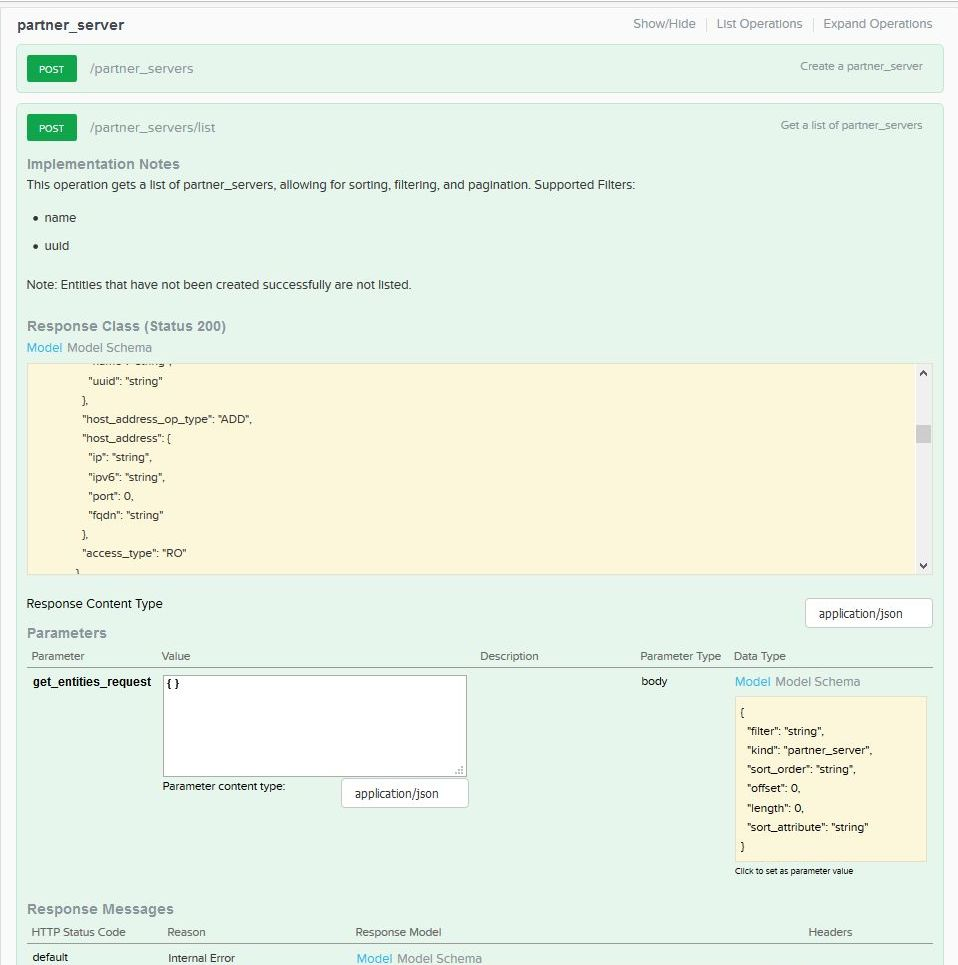 partner_server
Show/Hide List Operations Expand Operations
POST /partner_servers Create a partner_server
POST /partner_servers/list Get a list of partner_servers
Implementation Notes
This operation gets a list of partner_servers, allowing for sorting, filtering, and pagination. Supported Filters:
• name
• uuid
Note: Entities that have not been created successfully are not listed.
Response Class (Status 200)
Model Model Schema
"name": "string",
"uuid": "string"
},
"host_address_op_type": "ADD",
"host_address": {
"ip": "string",
"ipv6": "string",
"port": 0,
"fqdn": "string"
},
"access_type": "RO"
}
Response Content Type application/json
Parameters
Parameter Value Description Parameter Type Data Type
get_entities_request { } body Model Model Schema
{
"filter": "string",
"kind": "partner_server",
"sort_order": "string",
"offset": 0,
"length": 0,
"sort_attribute": "string"
}
Parameter content type: application/json
Click to set as parameter value
Response Messages
HTTP Status Code Reason Response Model Headers
default Internal Error Model Model Schema